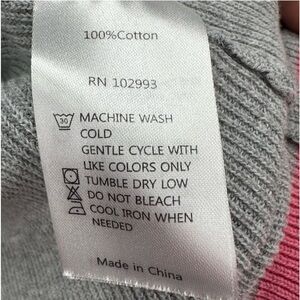 100%Cotton
RN 102993
30
MACHINE WASH
COLD
GENTLE CYCLE WITH
LIKE COLORS ONLY
TUMBLE DRY LOW
DO NOT BLEACH
COOL IRON WHEN
NEEDED
Made in China